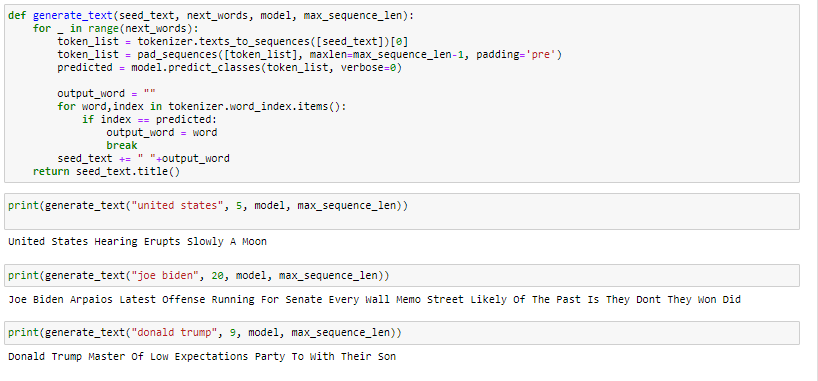 def generate_text(seed_text, next_words, model, max_sequence_len):
    for _ in range(next_words):
        token_list = tokenizer.texts_to_sequences([seed_text])[0]
        token_list = pad_sequences([token_list], maxlen=max_sequence_len-1, padding='pre')
        predicted = model.predict_classes(token_list, verbose=0)

        output_word = ""
        for word,index in tokenizer.word_index.items():
            if index == predicted:
                output_word = word
                break
        seed_text += " "+output_word
    return seed_text.title()
print(generate_text("united states", 5, model, max_sequence_len))
United States Hearing Erupts Slowly A Moon
print(generate_text("joe biden", 20, model, max_sequence_len))
Joe Biden Arpaios Latest Offense Running For Senate Every Wall Memo Street Likely Of The Past Is They Dont They Won Did
print(generate_text("donald trump", 9, model, max_sequence_len))
Donald Trump Master Of Low Expectations Party To With Their Son